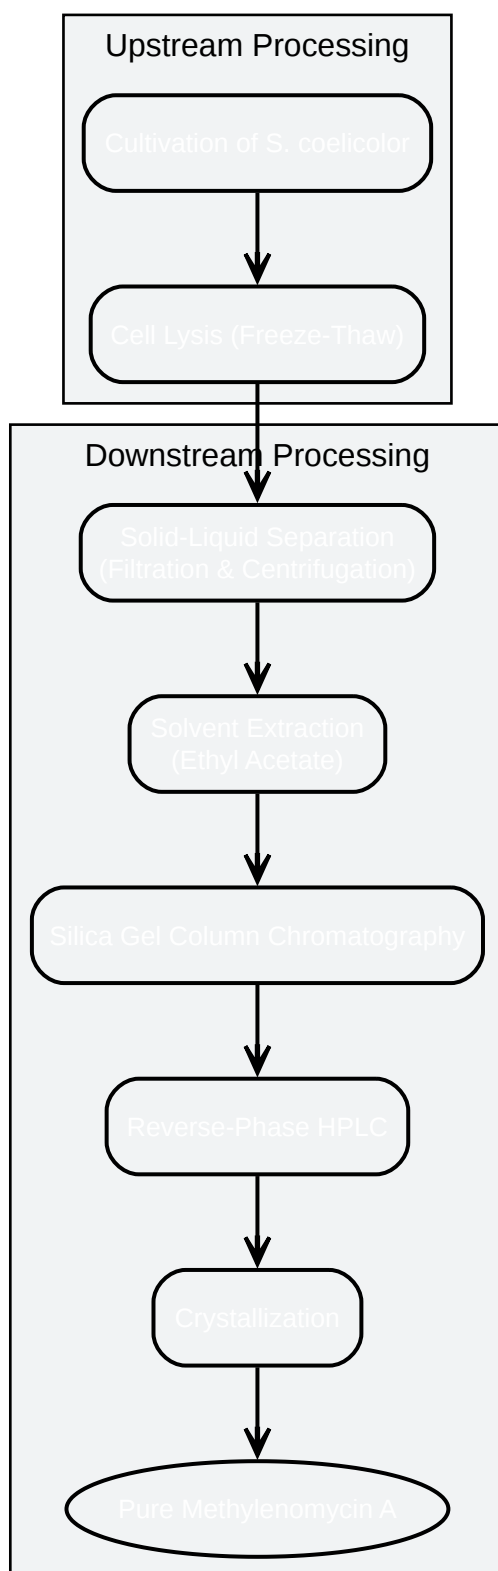 Upstream Processing
Cultivation of S. coelicolor
Cell Lysis (Freeze-Thaw)
Downstream Processing
Solid-Liquid Separation
(Filtration & Centrifugation)
Solvent Extraction
(Ethyl Acetate)
Silica Gel Column Chromatography
Reverse-Phase HPLC
Crystallization
Pure Methylenomycin A